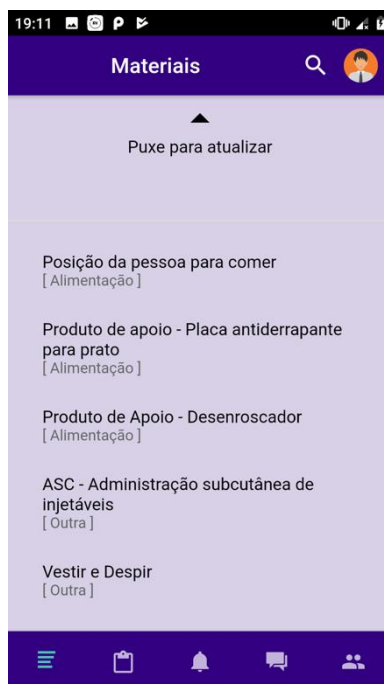 19:11
Materiais
Puxe para atualizar
Posição da pessoa para comer
[ Alimentação ]
Produto de apoio - Placa antiderrapante
para prato
[ Alimentação ]
Produto de Apoio - Desenroscador
[ Alimentação ]
ASC - Administração subcutânea de
injetáveis
[ Outra ]
Vestir e Despir
[ Outra ]